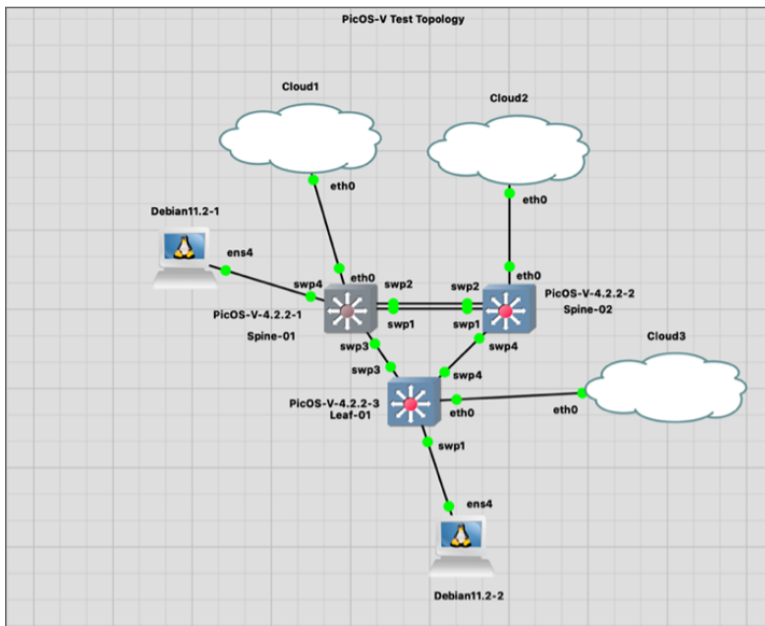 PicOS-V Test Topology
Cloud1
Cloud2
eth0
eth0
Debian11.2-1
ens4
eth0
eth0
swp4
swp2
swp2
PicOS-V-4.2.2-2
Spine-02
PicOS-V-4.2.2-1
swp1
swp1
Spine-01
swp3
swp4
Cloud3
swp3
swp4
PicOS-V-4.2.2-3
Leaf-01
eth0
eth0
swp1
ens4
Debian11.2-2